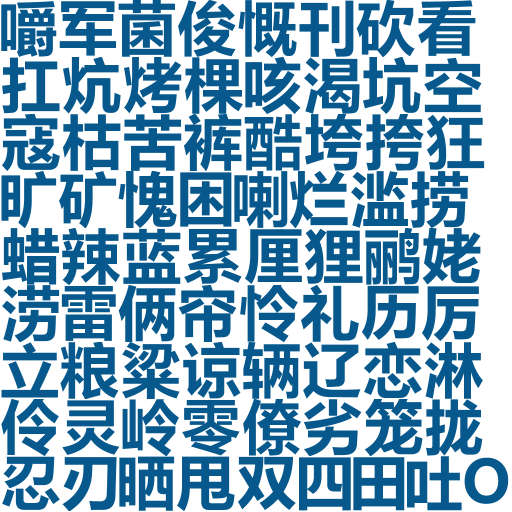 嚼军菌俊慨刊砍看
扛炕烤棵咳渴坑空
寇枯苦裤酷垮挎狂
旷矿愧困喇烂滥捞
蜡辣蓝累厘狸鹂姥
涝雷俩帘怜礼历厉
立粮粱谅辆辽恋淋
伶灵岭零僚劣笼拢
忍刃晒甩双四田吐O